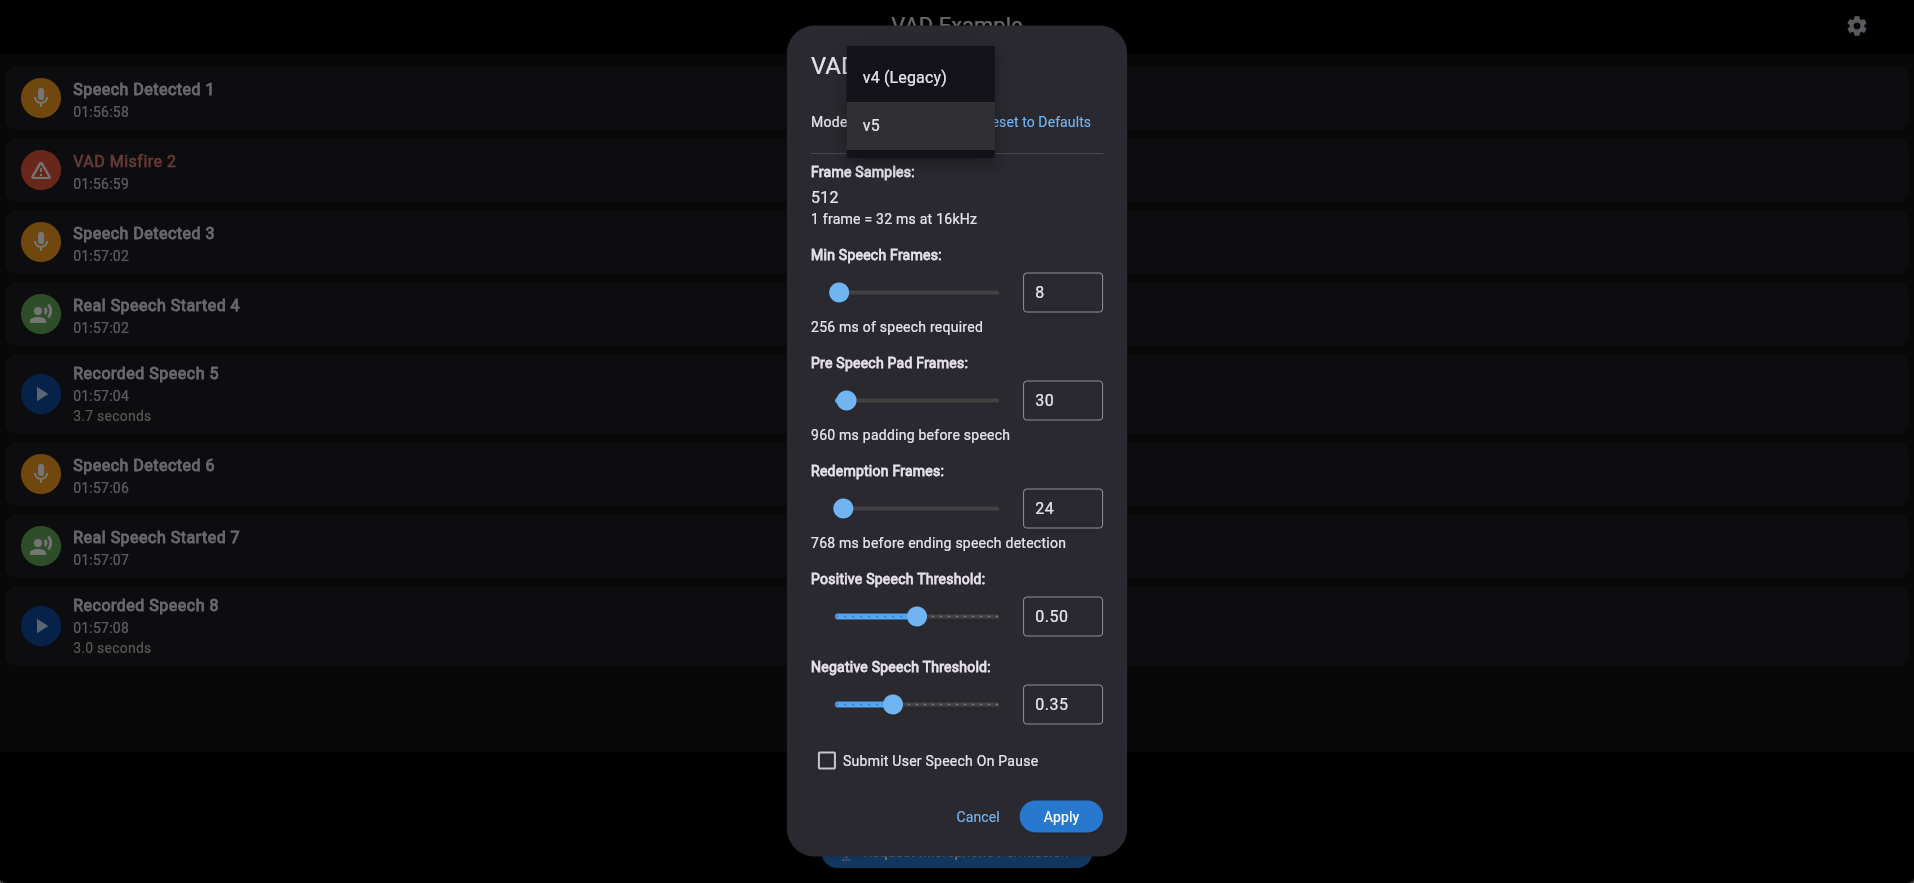 VAD Example
Speech Detected 1
01:56:58
VAD Misfire 2
01:56:59
Speech Detected 3
01:57:02
Real Speech Started 4
01:57:02
Recorded Speech 5
01:57:04
3.7 seconds
Speech Detected 6
01:57:06
Real Speech Started 7
01:57:07
Recorded Speech 8
01:57:08
3.0 seconds
VAD
v4 (Legacy)
v5
Mode
eset to Defaults
Frame Samples:
512
1 frame = 32 ms at 16kHz
Min Speech Frames:
8
256 ms of speech required
Pre Speech Pad Frames:
30
960 ms padding before speech
Redemption Frames:
24
768 ms before ending speech detection
Positive Speech Threshold:
0.50
Negative Speech Threshold:
0.35
Submit User Speech On Pause
Cancel
Apply